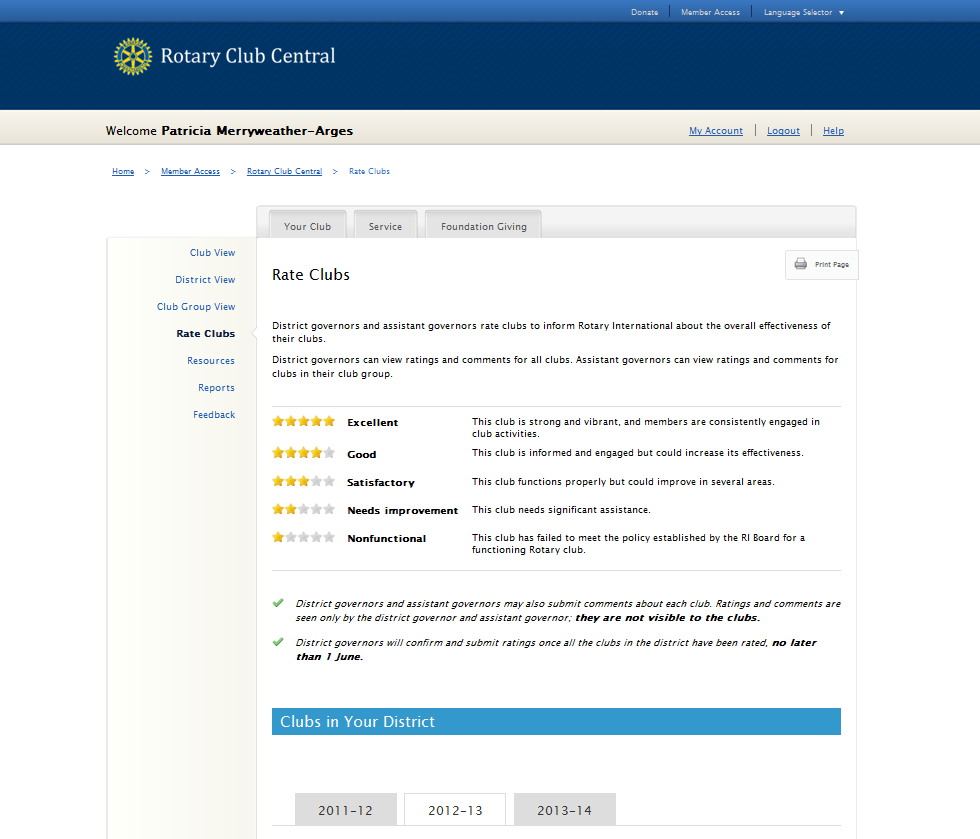 Donate Member Access Language Selector
Rotary Club Central
Welcome Patricia Merryweather-Arges
My Account Logout Help
Home > Member Access > Rotary Club Central > Rate Clubs
Your Club Service Foundation Giving
Club View
District View
Club Group View
Rate Clubs
Resources
Reports
Feedback
Print Page
Rate Clubs
District governors and assistant governors rate clubs to inform Rotary International about the overall effectiveness of
their clubs.
District governors can view ratings and comments for all clubs. Assistant governors can view ratings and comments for
clubs in their club group.
Excellent This club is strong and vibrant, and members are consistently engaged in
club activities.
Good This club is informed and engaged but could increase its effectiveness.
Satisfactory This club functions properly but could improve in several areas.
Needs improvement This club needs significant assistance.
Nonfunctional This club has failed to meet the policy established by the RI Board for a
functioning Rotary club.
District governors and assistant governors may also submit comments about each club. Ratings and comments are
seen only by the district governor and assistant governor; they are not visible to the clubs.
District governors will confirm and submit ratings once all the clubs in the district have been rated, no later
than 1 June.
Clubs in Your District
2011-12 2012-13 2013-14